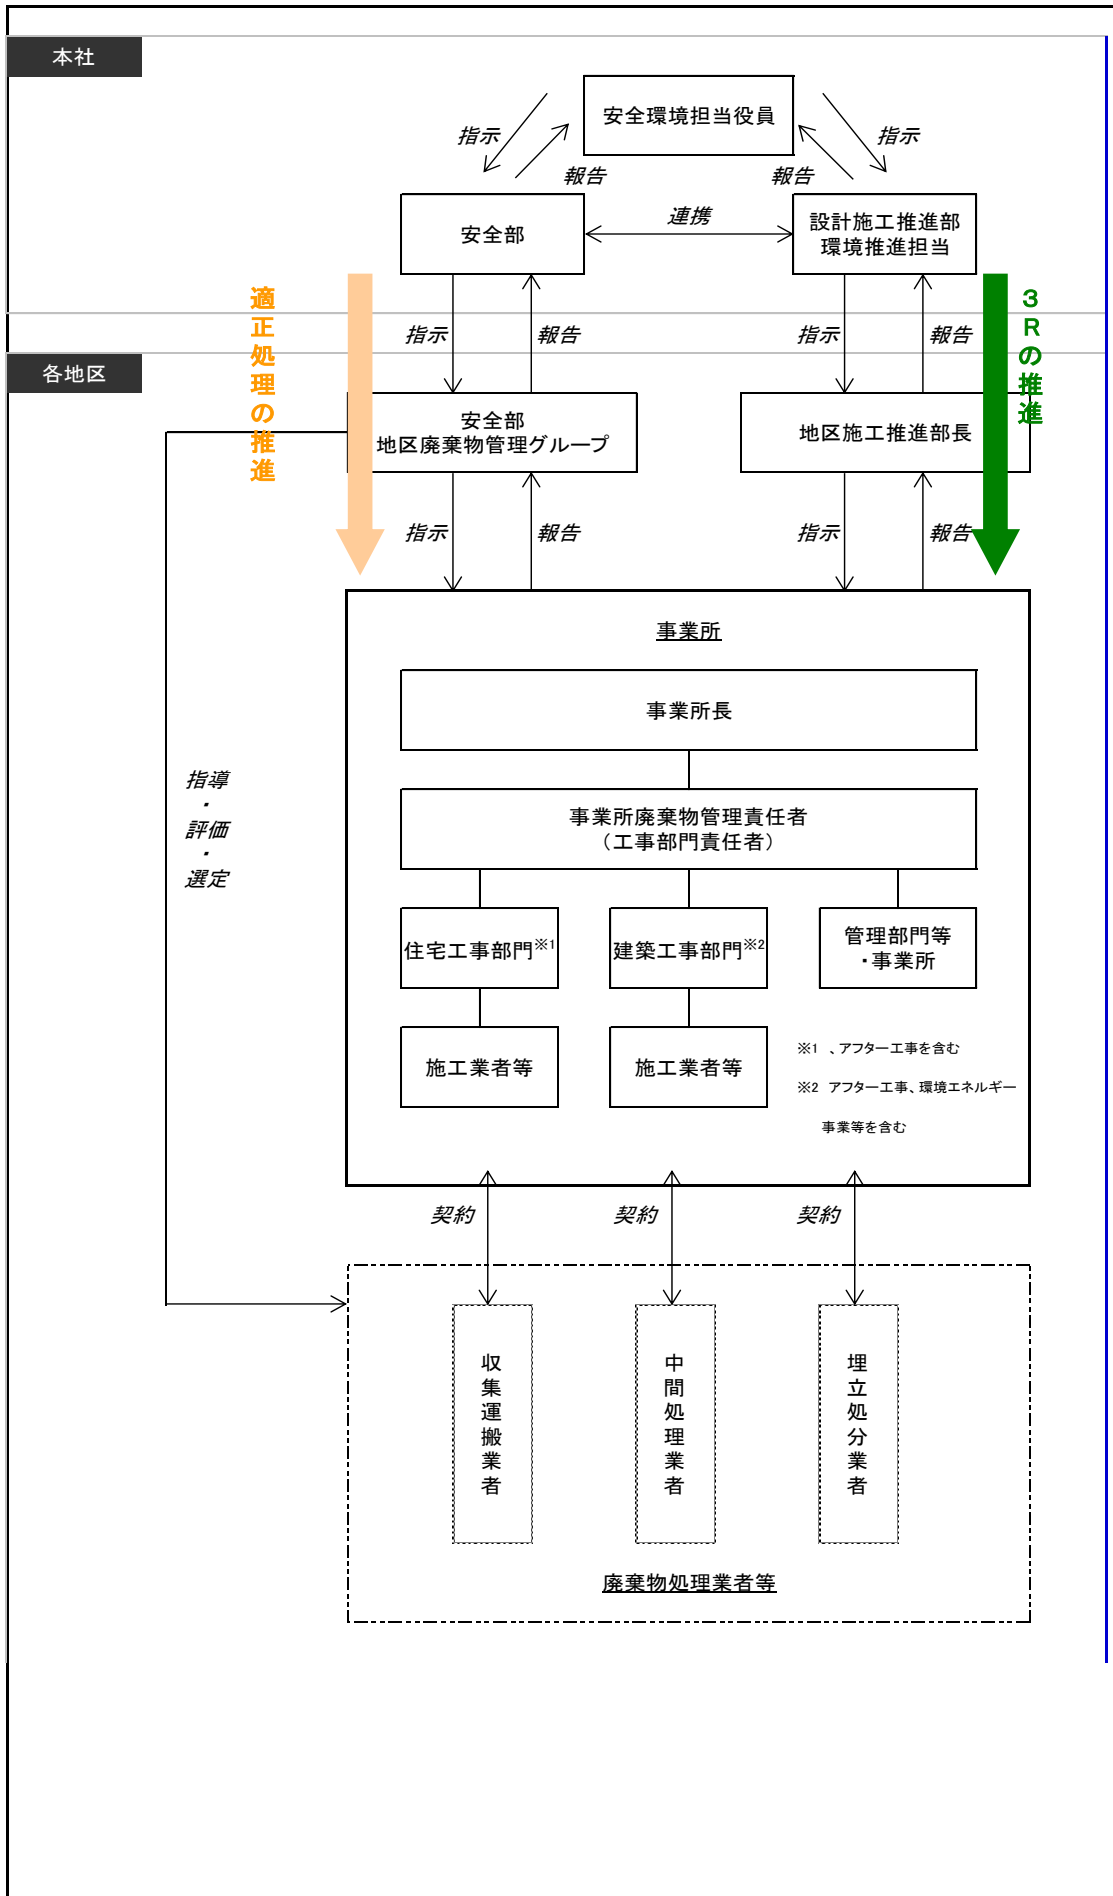 本社
安全環境担当役員
指示
報告
報告
指示
安全部
連携
設計施工推進部
環境推進担当
適正処理の推進
3Rの推進
指示
報告
指示
報告
各地区
安全部
地区廃棄物管理グループ
地区施工推進部長
指示
報告
指示
報告
事業所
事業所長
指導
・
評価
・
選定
事業所廃棄物管理責任者
（工事部門責任者）
住宅工事部門※1
建築工事部門※2
管理部門等
・事業所
施工業者等
施工業者等
※1 、アフター工事を含む
※2 アフター工事、環境エネルギー
事業等を含む
契約
契約
契約
収集運搬業者
中間処理業者
埋立処分業者
廃棄物処理業者等